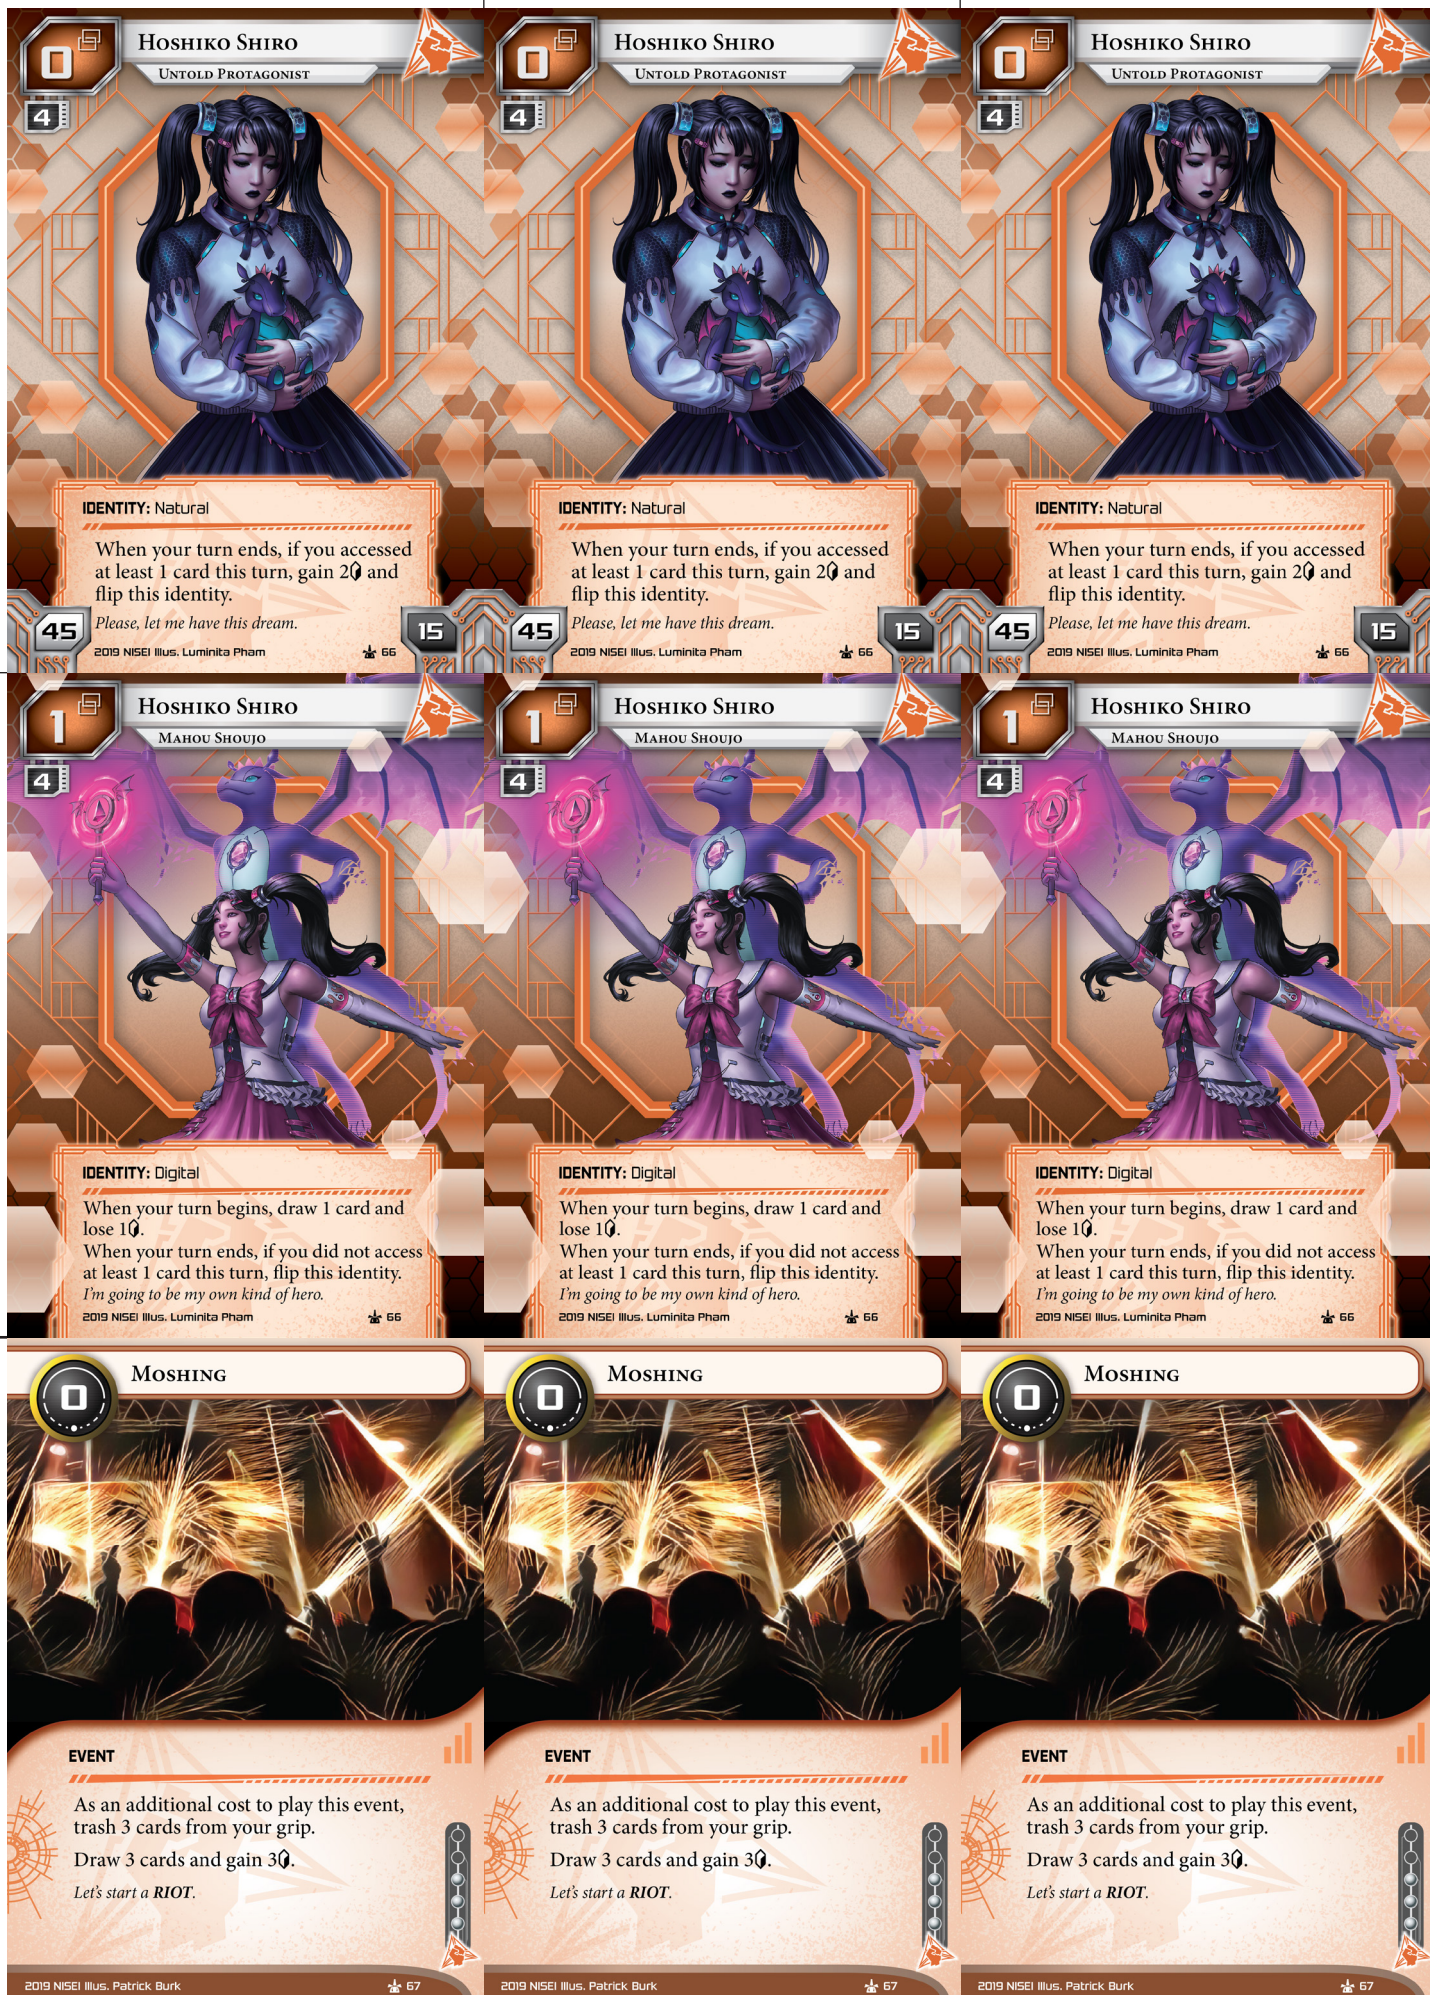 0
HOSHIKO SHIRO
UNTOLD PROTAGONIST
4
IDENTITY: Natural
When your turn ends, if you accessed
at least 1 card this turn, gain 2 and
flip this identity.
Please, let me have this dream.
45
15
2019 NISEI Illus. Luminita Pham
66
0
HOSHIKO SHIRO
UNTOLD PROTAGONIST
4
IDENTITY: Natural
When your turn ends, if you accessed
at least 1 card this turn, gain 2 and
flip this identity.
Please, let me have this dream.
45
15
2019 NISEI Illus. Luminita Pham
66
0
HOSHIKO SHIRO
UNTOLD PROTAGONIST
4
IDENTITY: Natural
When your turn ends, if you accessed
at least 1 card this turn, gain 2 and
flip this identity.
Please, let me have this dream.
45
15
2019 NISEI Illus. Luminita Pham
66
1
HOSHIKO SHIRO
MAHOU SHOUJO
4
IDENTITY: Digital
When your turn begins, draw 1 card and
lose 1.
When your turn ends, if you did not access
at least 1 card this turn, flip this identity.
I'm going to be my own kind of hero.
2019 NISEI Illus. Luminita Pham
66
1
HOSHIKO SHIRO
MAHOU SHOUJO
4
IDENTITY: Digital
When your turn begins, draw 1 card and
lose 1.
When your turn ends, if you did not access
at least 1 card this turn, flip this identity.
I'm going to be my own kind of hero.
2019 NISEI Illus. Luminita Pham
66
1
HOSHIKO SHIRO
MAHOU SHOUJO
4
IDENTITY: Digital
When your turn begins, draw 1 card and
lose 1.
When your turn ends, if you did not access
at least 1 card this turn, flip this identity.
I'm going to be my own kind of hero.
2019 NISEI Illus. Luminita Pham
66
0
MOSHING
EVENT
As an additional cost to play this event,
trash 3 cards from your grip.
Draw 3 cards and gain 3.
Let's start a RIOT.
2019 NISEI Illus. Patrick Burk
67
0
MOSHING
EVENT
As an additional cost to play this event,
trash 3 cards from your grip.
Draw 3 cards and gain 3.
Let's start a RIOT.
2019 NISEI Illus. Patrick Burk
67
0
MOSHING
EVENT
As an additional cost to play this event,
trash 3 cards from your grip.
Draw 3 cards and gain 3.
Let's start a RIOT.
2019 NISEI Illus. Patrick Burk
67